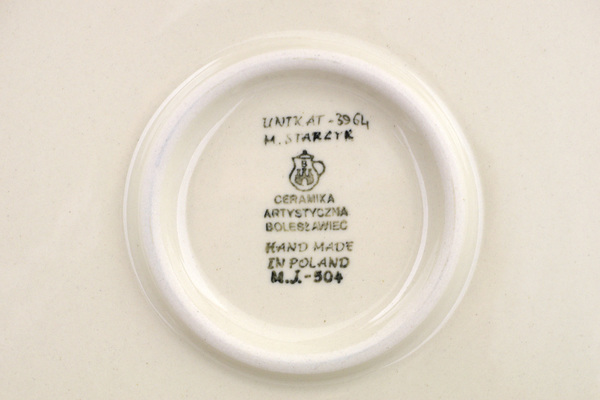 UNIKAT-3964
M. STARZYK
B
CERAMIKA
ARTYSTYCZNA
BOLESŁAWIEC
HAND MADE
IN POLAND
M.J-504